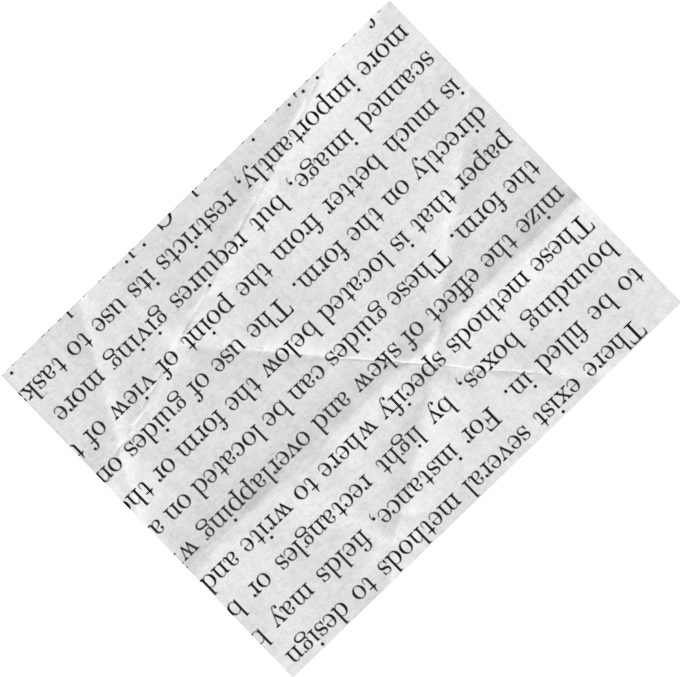 There exist several methods to design
to be filled in. For instance, fields may b
bounding boxes, by light rectangles or b
These methods specify where to write and
mize the effect of skew and overlapping w
the form. These guides can be located on a
paper that is located below the form or th
directly on the form. The use of guides on
is much better from the point of view of t
scanned image, but requires giving more
more importantly, restricts its use to task